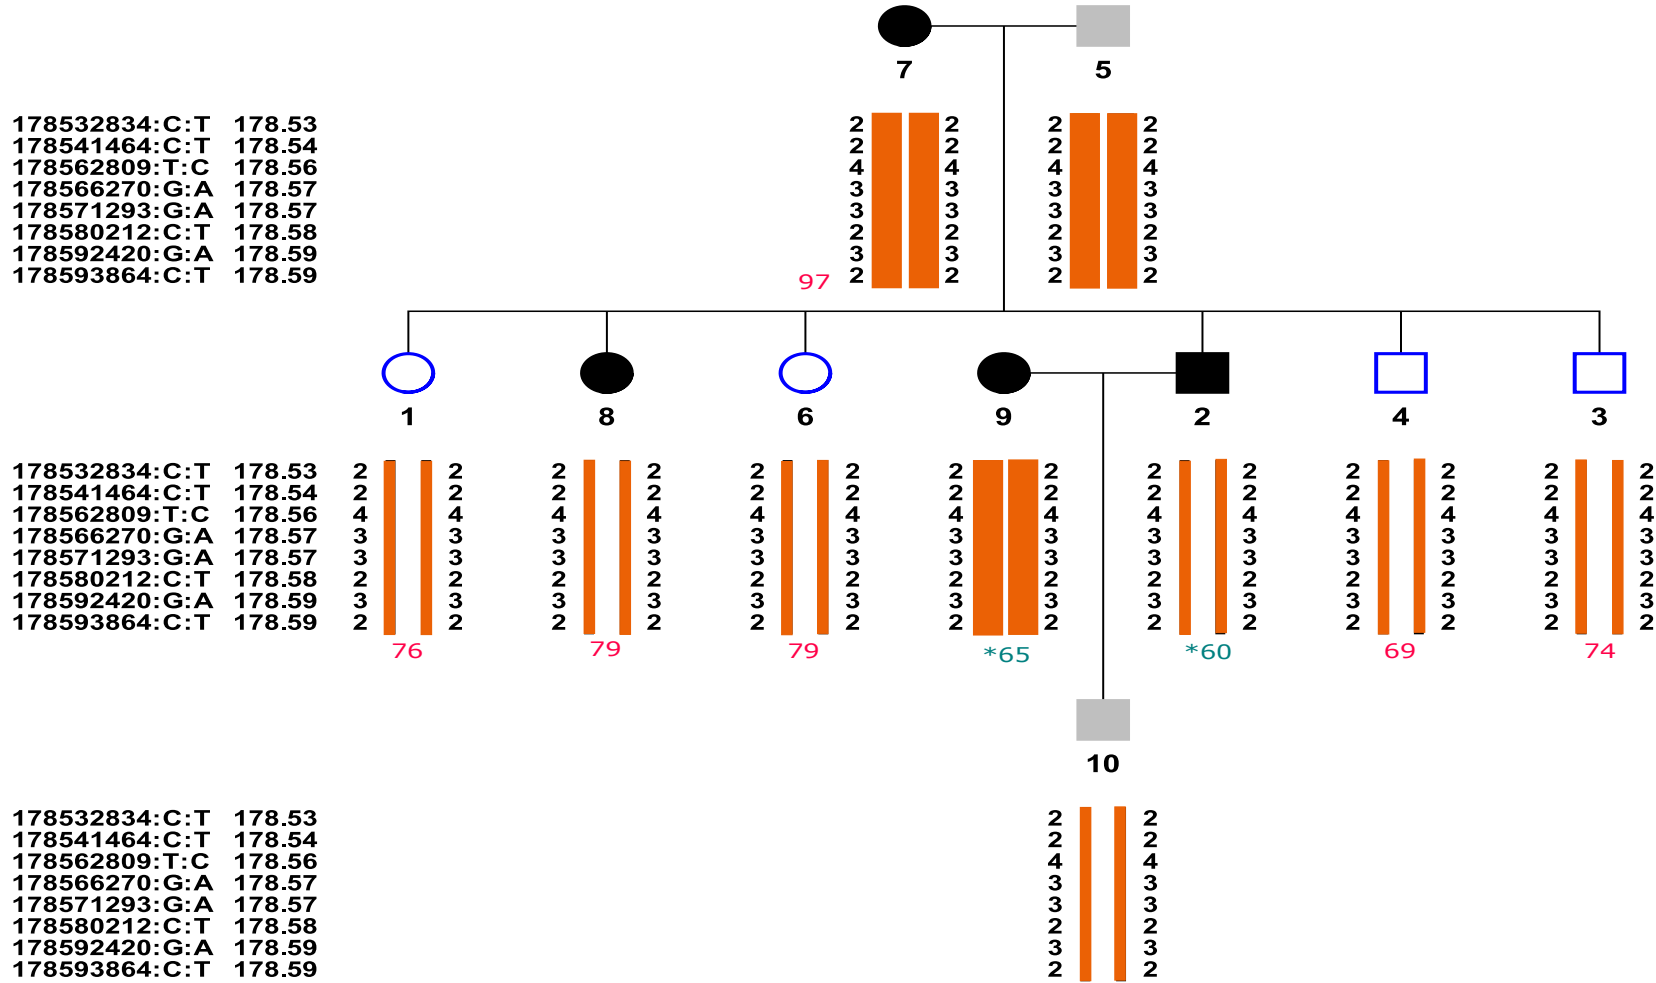 7 5
178532834:C:T 178.53 2 2 2 2
178541464:C:T 178.54 2 2 2 2
178562809:T:C 178.56 4 4 4 4
178566270:G:A 178.57 3 3 3 3
178571293:G:A 178.57 3 3 3 3
178580212:C:T 178.58 2 2 2 2
178592420:G:A 178.59 3 3 3 3
178593864:C:T 178.59 97 2 2 2 2
1 8 6 9 2 4 3
178532834:C:T 178.53 2 2 2 2 2 2 2 2 2 2 2 2 2 2
178541464:C:T 178.54 2 2 2 2 2 2 2 2 2 2 2 2 2 2
178562809:T:C 178.56 4 4 4 4 4 4 4 4 4 4 4 4 4 4
178566270:G:A 178.57 3 3 3 3 3 3 3 3 3 3 3 3 3 3
178571293:G:A 178.57 3 3 3 3 3 3 3 3 3 3 3 3 3 3
178580212:C:T 178.58 2 2 2 2 2 2 2 2 2 2 2 2 2 2
178592420:G:A 178.59 3 3 3 3 3 3 3 3 3 3 3 3 3 3
178593864:C:T 178.59 2 2 2 2 2 2 2 2 2 2 2 2 2 2
76 79 79 *65 *60 69 74
10
178532834:C:T 178.53 2 2
178541464:C:T 178.54 2 2
178562809:T:C 178.56 4 4
178566270:G:A 178.57 3 3
178571293:G:A 178.57 3 3
178580212:C:T 178.58 2 2
178592420:G:A 178.59 3 3
178593864:C:T 178.59 2 2